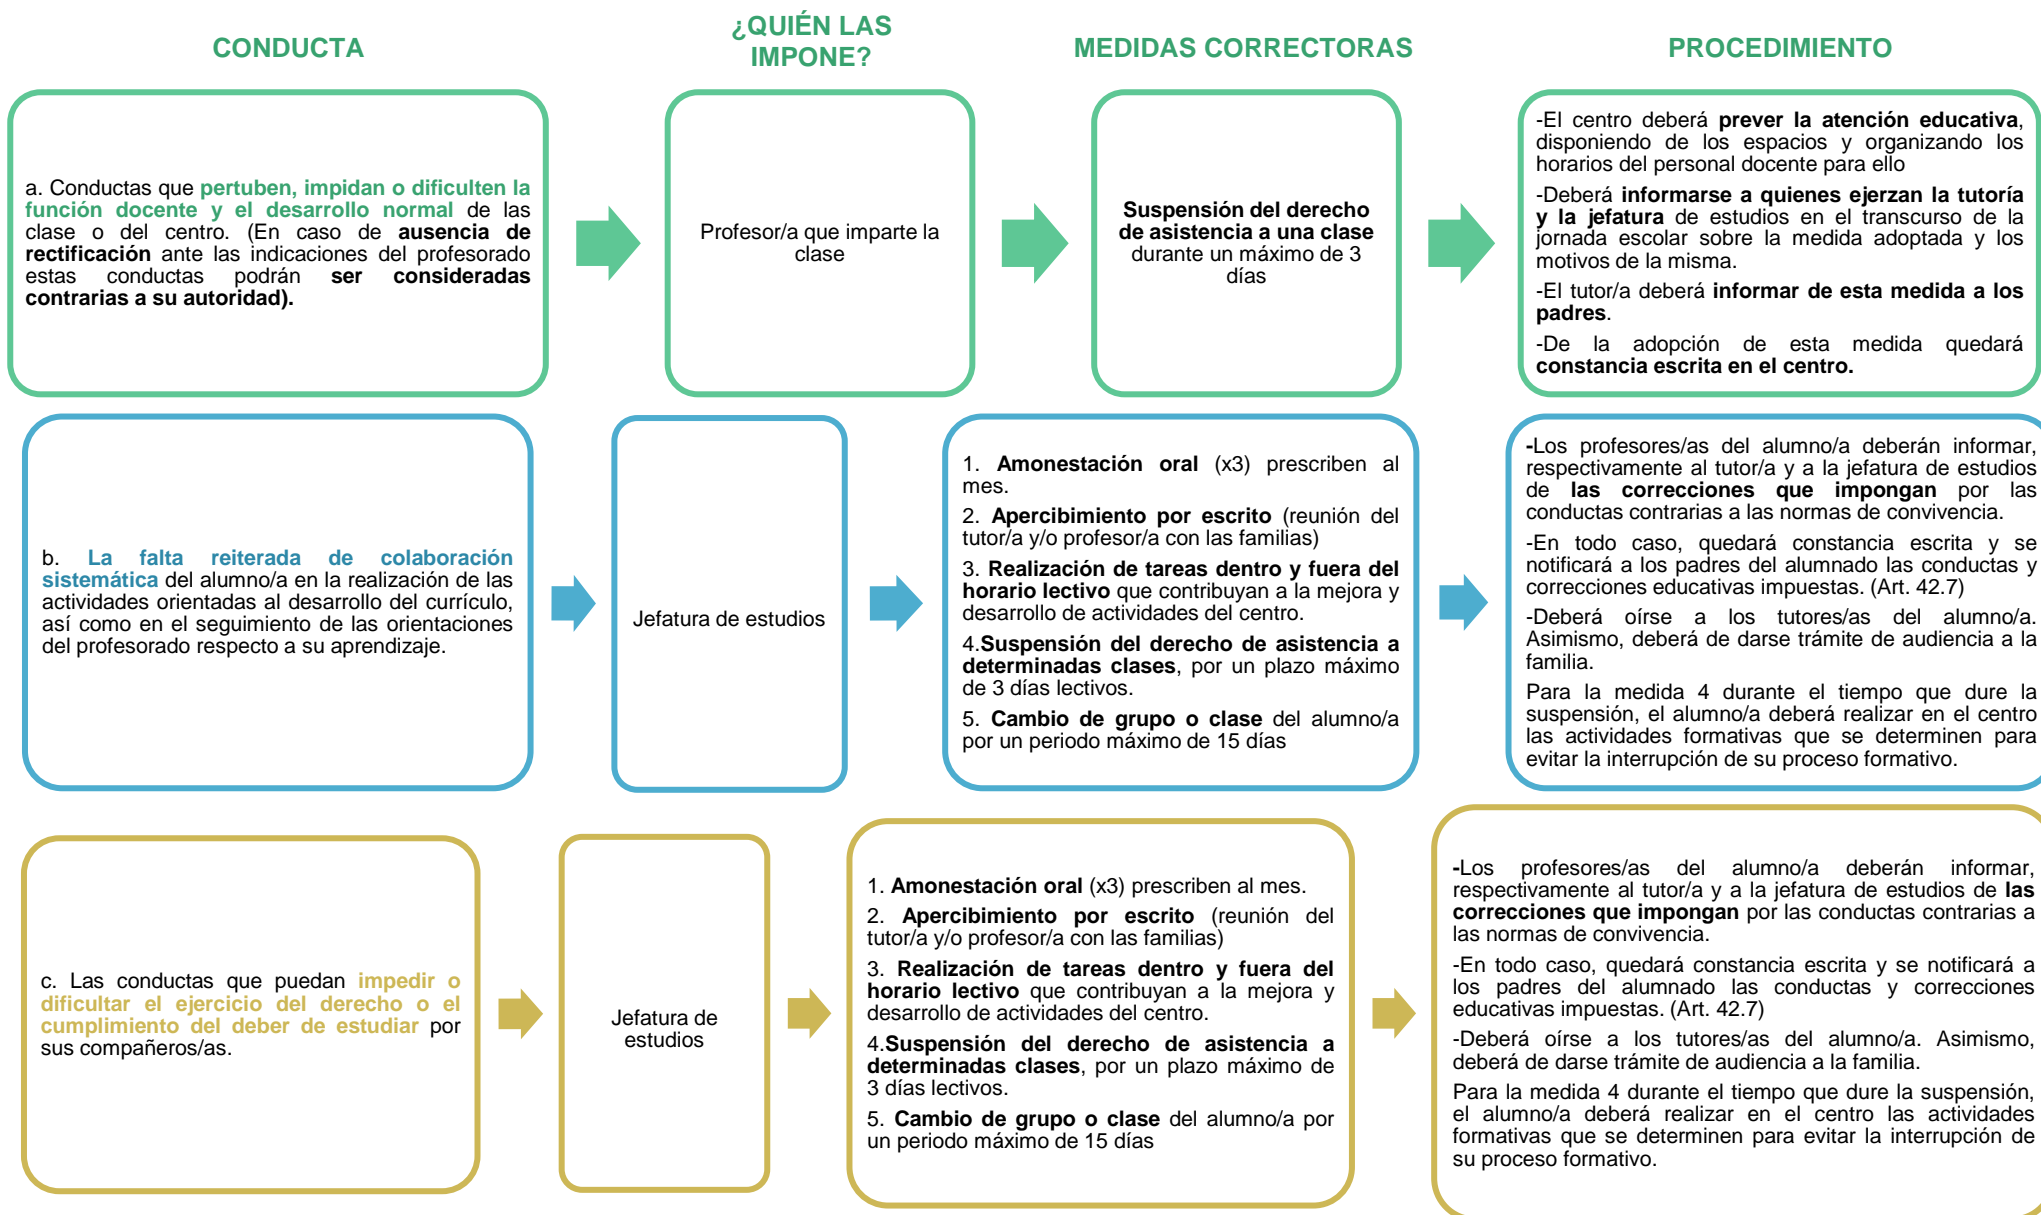 CONDUCTA
¿QUIÉN LAS
IMPONE?
MEDIDAS CORRECTORAS
PROCEDIMIENTO
a. Conductas que pertuben, impidan o dificulten la
función docente y el desarrollo normal de las
clase o del centro. (En caso de ausencia de
rectificación ante las indicaciones del profesorado
estas conductas podrán ser consideradas
contrarias a su autoridad).
Profesor/a que imparte la
clase
Suspensión del derecho
de asistencia a una clase
durante un máximo de 3
días
-El centro deberá prever la atención educativa,
disponiendo de los espacios y organizando los
horarios del personal docente para ello
-Deberá informarse a quienes ejerzan la tutoría
y la jefatura de estudios en el transcurso de la
jornada escolar sobre la medida adoptada y los
motivos de la misma.
-El tutor/a deberá informar de esta medida a los
padres.
-De la adopción de esta medida quedará
constancia escrita en el centro.
b. La falta reiterada de colaboración
sistemática del alumno/a en la realización de las
actividades orientadas al desarrollo del currículo,
así como en el seguimiento de las orientaciones
del profesorado respecto a su aprendizaje.
Jefatura de estudios
1. Amonestación oral (x3) prescriben al
mes.
2. Apercibimiento por escrito (reunión del
tutor/a y/o profesor/a con las familias)
3. Realización de tareas dentro y fuera del
horario lectivo que contribuyan a la mejora y
desarrollo de actividades del centro.
4.Suspensión del derecho de asistencia a
determinadas clases, por un plazo máximo
de 3 días lectivos.
5. Cambio de grupo o clase del alumno/a
por un periodo máximo de 15 días
-Los profesores/as del alumno/a deberán informar,
respectivamente al tutor/a y a la jefatura de estudios
de las correcciones que impongan por las
conductas contrarias a las normas de convivencia.
-En todo caso, quedará constancia escrita y se
notificará a los padres del alumnado las conductas y
correcciones educativas impuestas. (Art. 42.7)
-Deberá oírse a los tutores/as del alumno/a.
Asimismo, deberá de darse trámite de audiencia a la
familia.
Para la medida 4 durante el tiempo que dure la
suspensión, el alumno/a deberá realizar en el centro
las actividades formativas que se determinen para
evitar la interrupción de su proceso formativo.
c. Las conductas que puedan impedir o
dificultar el ejercicio del derecho o el
cumplimiento del deber de estudiar por
sus compañeros/as.
Jefatura de
estudios
1. Amonestación oral (x3) prescriben al mes.
2. Apercibimiento por escrito (reunión del
tutor/a y/o profesor/a con las familias)
3. Realización de tareas dentro y fuera del
horario lectivo que contribuyan a la mejora y
desarrollo de actividades del centro.
4.Suspensión del derecho de asistencia a
determinadas clases, por un plazo máximo de
3 días lectivos.
5. Cambio de grupo o clase del alumno/a por
un periodo máximo de 15 días
-Los profesores/as del alumno/a deberán informar,
respectivamente al tutor/a y a la jefatura de estudios de las
correcciones que impongan por las conductas contrarias a
las normas de convivencia.
-En todo caso, quedará constancia escrita y se notificará a
los padres del alumnado las conductas y correcciones
educativas impuestas. (Art. 42.7)
-Deberá oírse a los tutores/as del alumno/a. Asimismo,
deberá de darse trámite de audiencia a la familia.
Para la medida 4 durante el tiempo que dure la suspensión,
el alumno/a deberá realizar en el centro las actividades
formativas que se determinen para evitar la interrupción de
su proceso formativo.